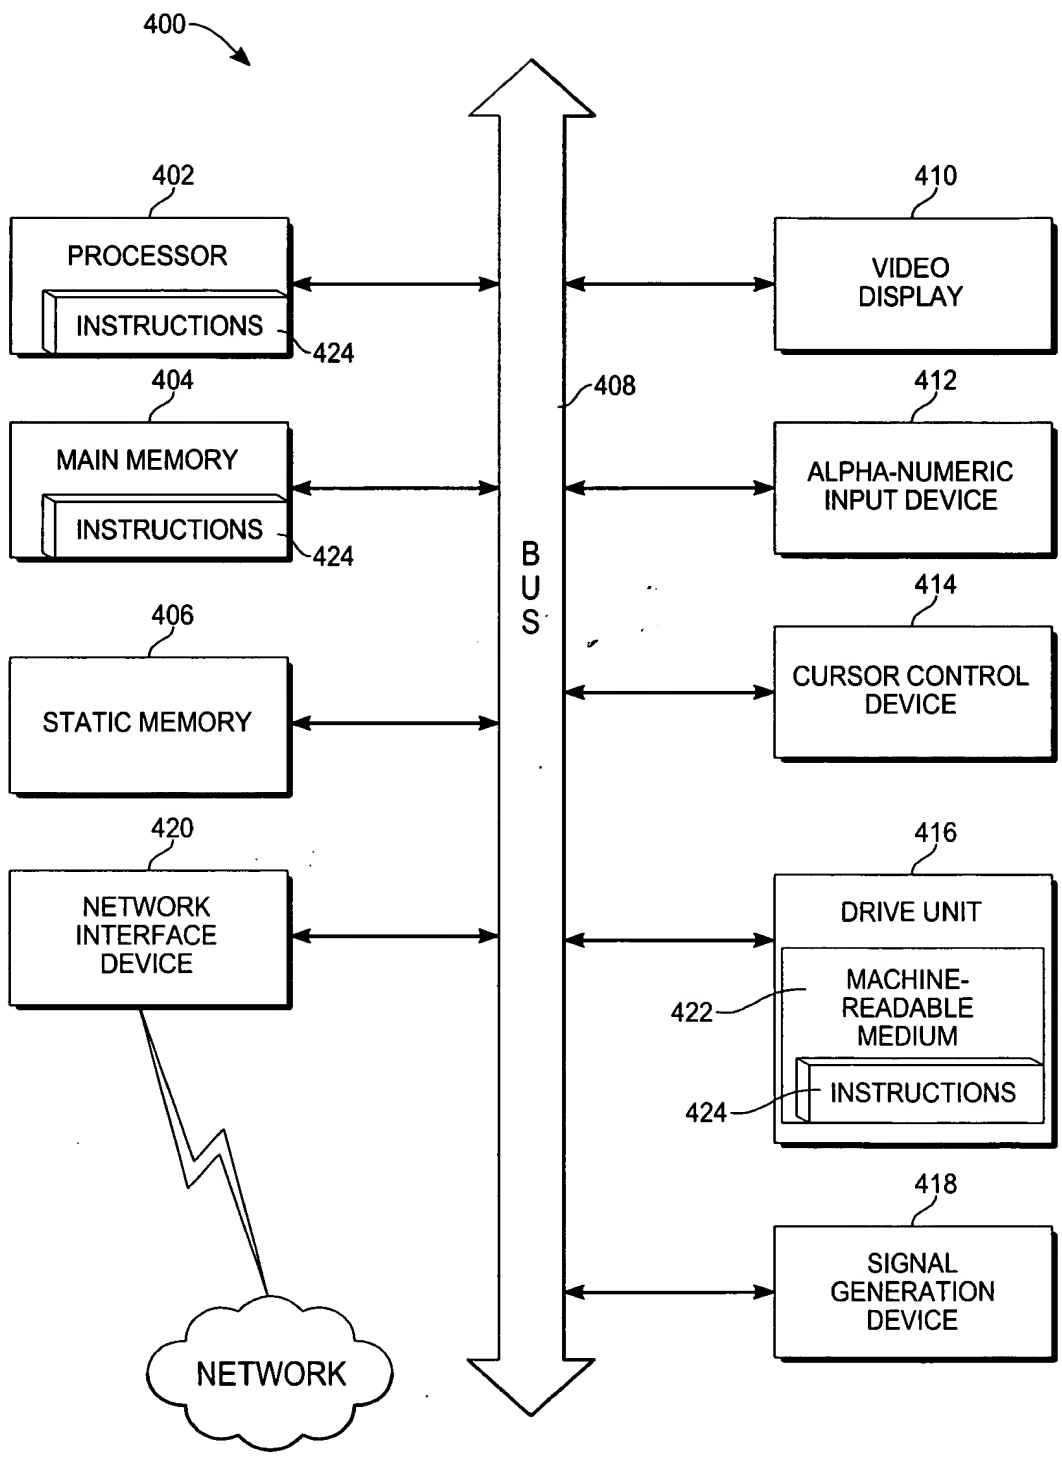 400
402
PROCESSOR
INSTRUCTIONS
424
404
MAIN MEMORY
INSTRUCTIONS
424
406
STATIC MEMORY
420
NETWORK
INTERFACE
DEVICE
NETWORK
408
B
U
S
410
VIDEO
DISPLAY
412
ALPHA-NUMERIC
INPUT DEVICE
414
CURSOR CONTROL
DEVICE
416
DRIVE UNIT
422
MACHINE-
READABLE
MEDIUM
424
INSTRUCTIONS
418
SIGNAL
GENERATION
DEVICE